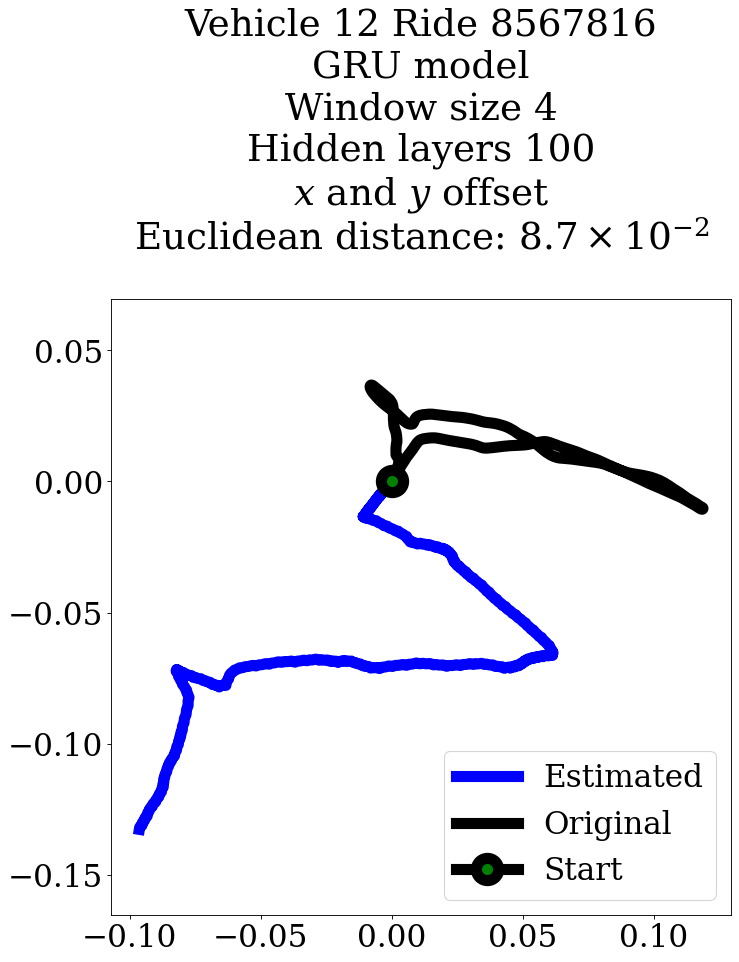 Vehicle 12 Ride 8567816
GRU model
Window size 4
Hidden layers 100
x and y offset
Euclidean distance: 8.7 × 10⁻²
0.05
0.00
−0.05
−0.10
−0.15
−0.10
−0.05
0.00
0.05
0.10
Estimated
Original
Start